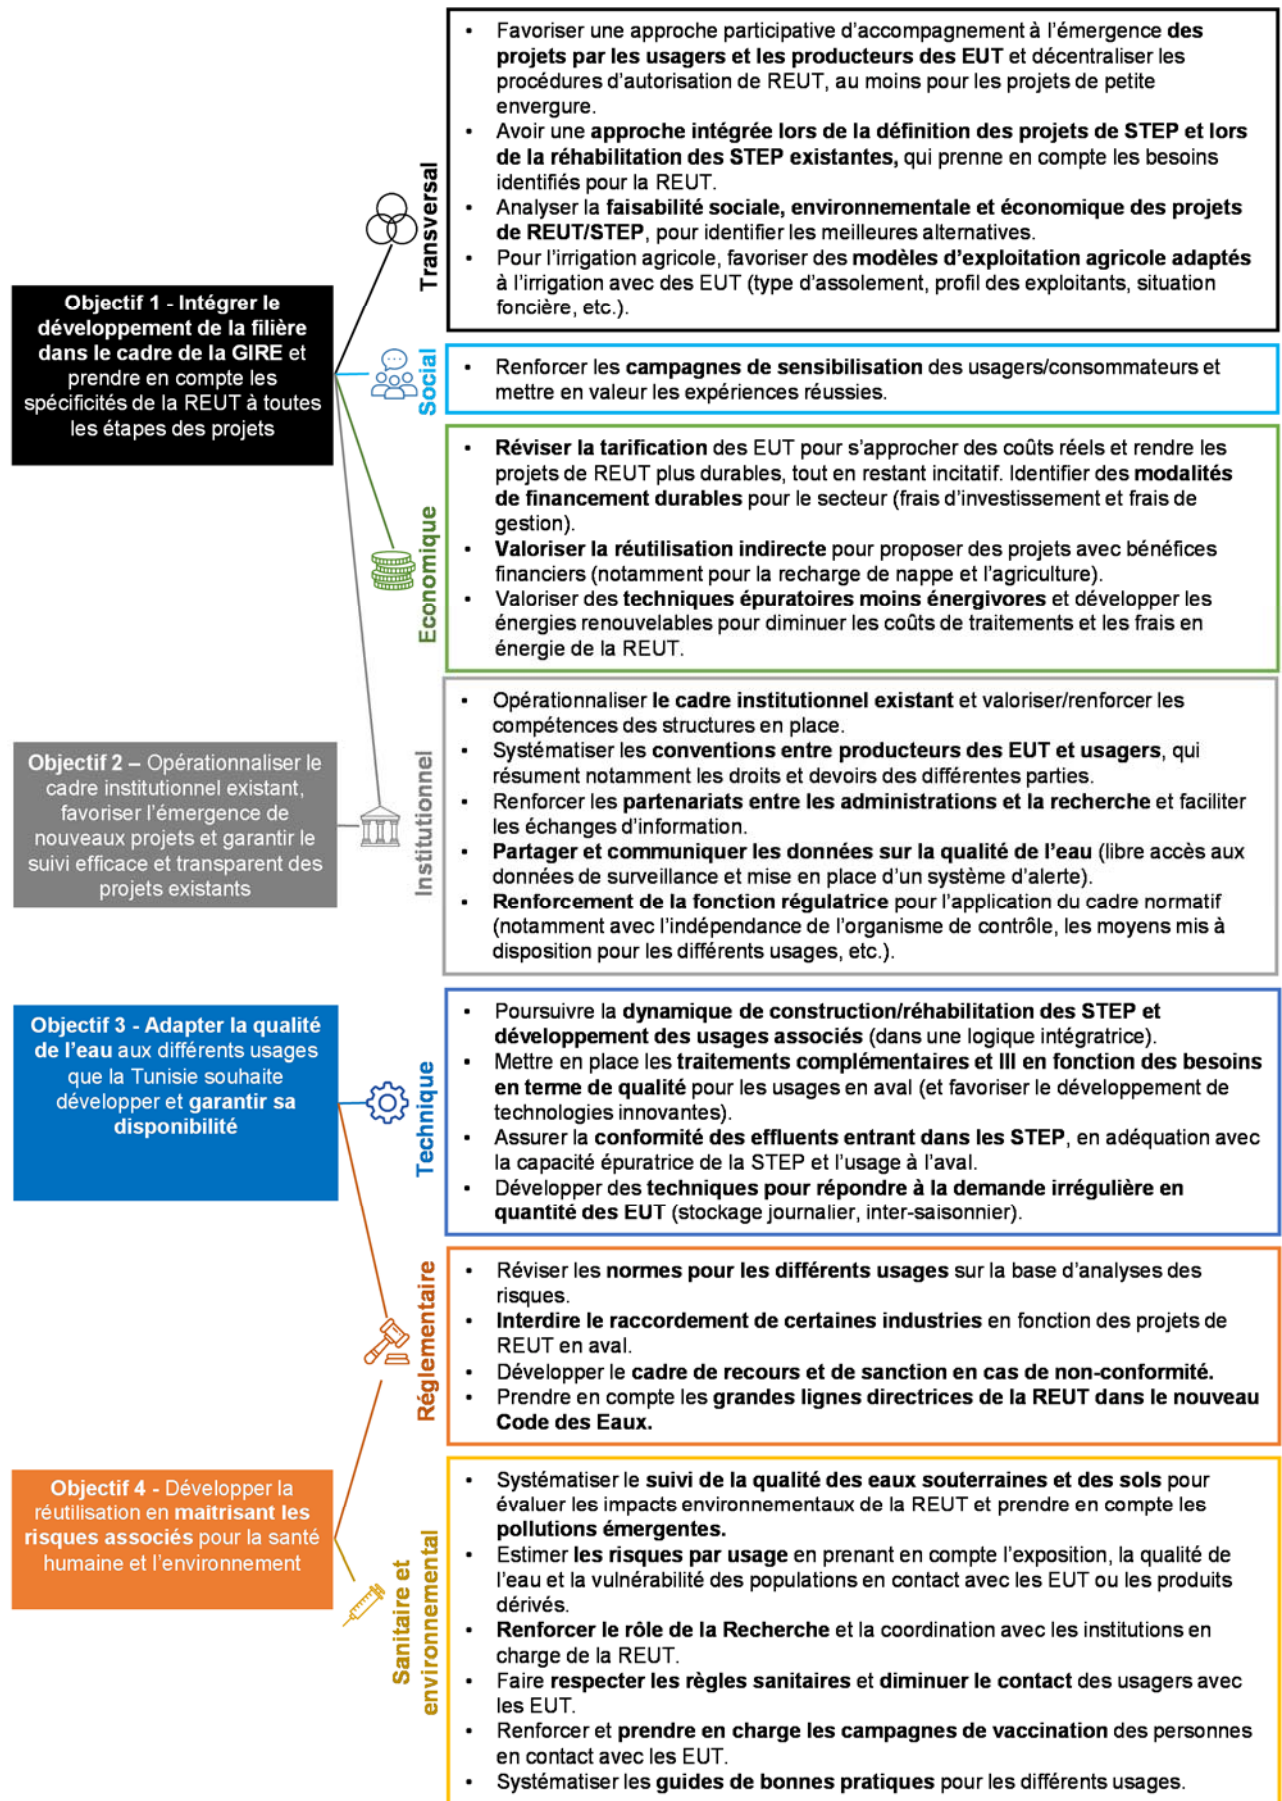 Objectif 1 - Intégrer le
développement de la filière
dans le cadre de la GIRE et
prendre en compte les
spécificités de la REUT à toutes
les étapes des projets
Transversal
• Favoriser une approche participative d'accompagnement à l'émergence des
projets par les usagers et les producteurs des EUT et décentraliser les
procédures d'autorisation de REUT, au moins pour les projets de petite
envergure.
• Avoir une approche intégrée lors de la définition des projets de STEP et lors
de la réhabilitation des STEP existantes, qui prenne en compte les besoins
identifiés pour la REUT.
• Analyser la faisabilité sociale, environnementale et économique des projets
de REUT/STEP, pour identifier les meilleures alternatives.
• Pour l'irrigation agricole, favoriser des modèles d'exploitation agricole adaptés
à l'irrigation avec des EUT (type d'assolement, profil des exploitants, situation
foncière, etc.).
Social
• Renforcer les campagnes de sensibilisation des usagers/consommateurs et
mettre en valeur les expériences réussies.
Economique
• Réviser la tarification des EUT pour s'approcher des coûts réels et rendre les
projets de REUT plus durables, tout en restant incitatif. Identifier des modalités
de financement durables pour le secteur (frais d'investissement et frais de
gestion).
• Valoriser la réutilisation indirecte pour proposer des projets avec bénéfices
financiers (notamment pour la recharge de nappe et l'agriculture).
• Valoriser des techniques épuratoires moins énergivores et développer les
énergies renouvelables pour diminuer les coûts de traitements et les frais en
énergie de la REUT.
Objectif 2 – Opérationnaliser le
cadre institutionnel existant,
favoriser l'émergence de
nouveaux projets et garantir le
suivi efficace et transparent des
projets existants
Institutionnel
• Opérationnaliser le cadre institutionnel existant et valoriser/renforcer les
compétences des structures en place.
• Systématiser les conventions entre producteurs des EUT et usagers, qui
résument notamment les droits et devoirs des différentes parties.
• Renforcer les partenariats entre les administrations et la recherche et faciliter
les échanges d'information.
• Partager et communiquer les données sur la qualité de l'eau (libre accès aux
données de surveillance et mise en place d'un système d'alerte).
• Renforcement de la fonction régulatrice pour l'application du cadre normatif
(notamment avec l'indépendance de l'organisme de contrôle, les moyens mis à
disposition pour les différents usages, etc.).
Objectif 3 - Adapter la qualité
de l'eau aux différents usages
que la Tunisie souhaite
développer et garantir sa
disponibilité
Technique
• Poursuivre la dynamique de construction/réhabilitation des STEP et
développement des usages associés (dans une logique intégratrice).
• Mettre en place les traitements complémentaires et III en fonction des besoins
en terme de qualité pour les usages en aval (et favoriser le développement de
technologies innovantes).
• Assurer la conformité des effluents entrant dans les STEP, en adéquation avec
la capacité épuratrice de la STEP et l'usage à l'aval.
• Développer des techniques pour répondre à la demande irrégulière en
quantité des EUT (stockage journalier, inter-saisonnier).
Réglementaire
• Réviser les normes pour les différents usages sur la base d'analyses des
risques.
• Interdire le raccordement de certaines industries en fonction des projets de
REUT en aval.
• Développer le cadre de recours et de sanction en cas de non-conformité.
• Prendre en compte les grandes lignes directrices de la REUT dans le nouveau
Code des Eaux.
Objectif 4 - Développer la
réutilisation en maitrisant les
risques associés pour la santé
humaine et l'environnement
Sanitaire et
environnemental
• Systématiser le suivi de la qualité des eaux souterraines et des sols pour
évaluer les impacts environnementaux de la REUT et prendre en compte les
pollutions émergentes.
• Estimer les risques par usage en prenant en compte l'exposition, la qualité de
l'eau et la vulnérabilité des populations en contact avec les EUT ou les produits
dérivés.
• Renforcer le rôle de la Recherche et la coordination avec les institutions en
charge de la REUT.
• Faire respecter les règles sanitaires et diminuer le contact des usagers avec
les EUT.
• Renforcer et prendre en charge les campagnes de vaccination des personnes
en contact avec les EUT.
• Systématiser les guides de bonnes pratiques pour les différents usages.